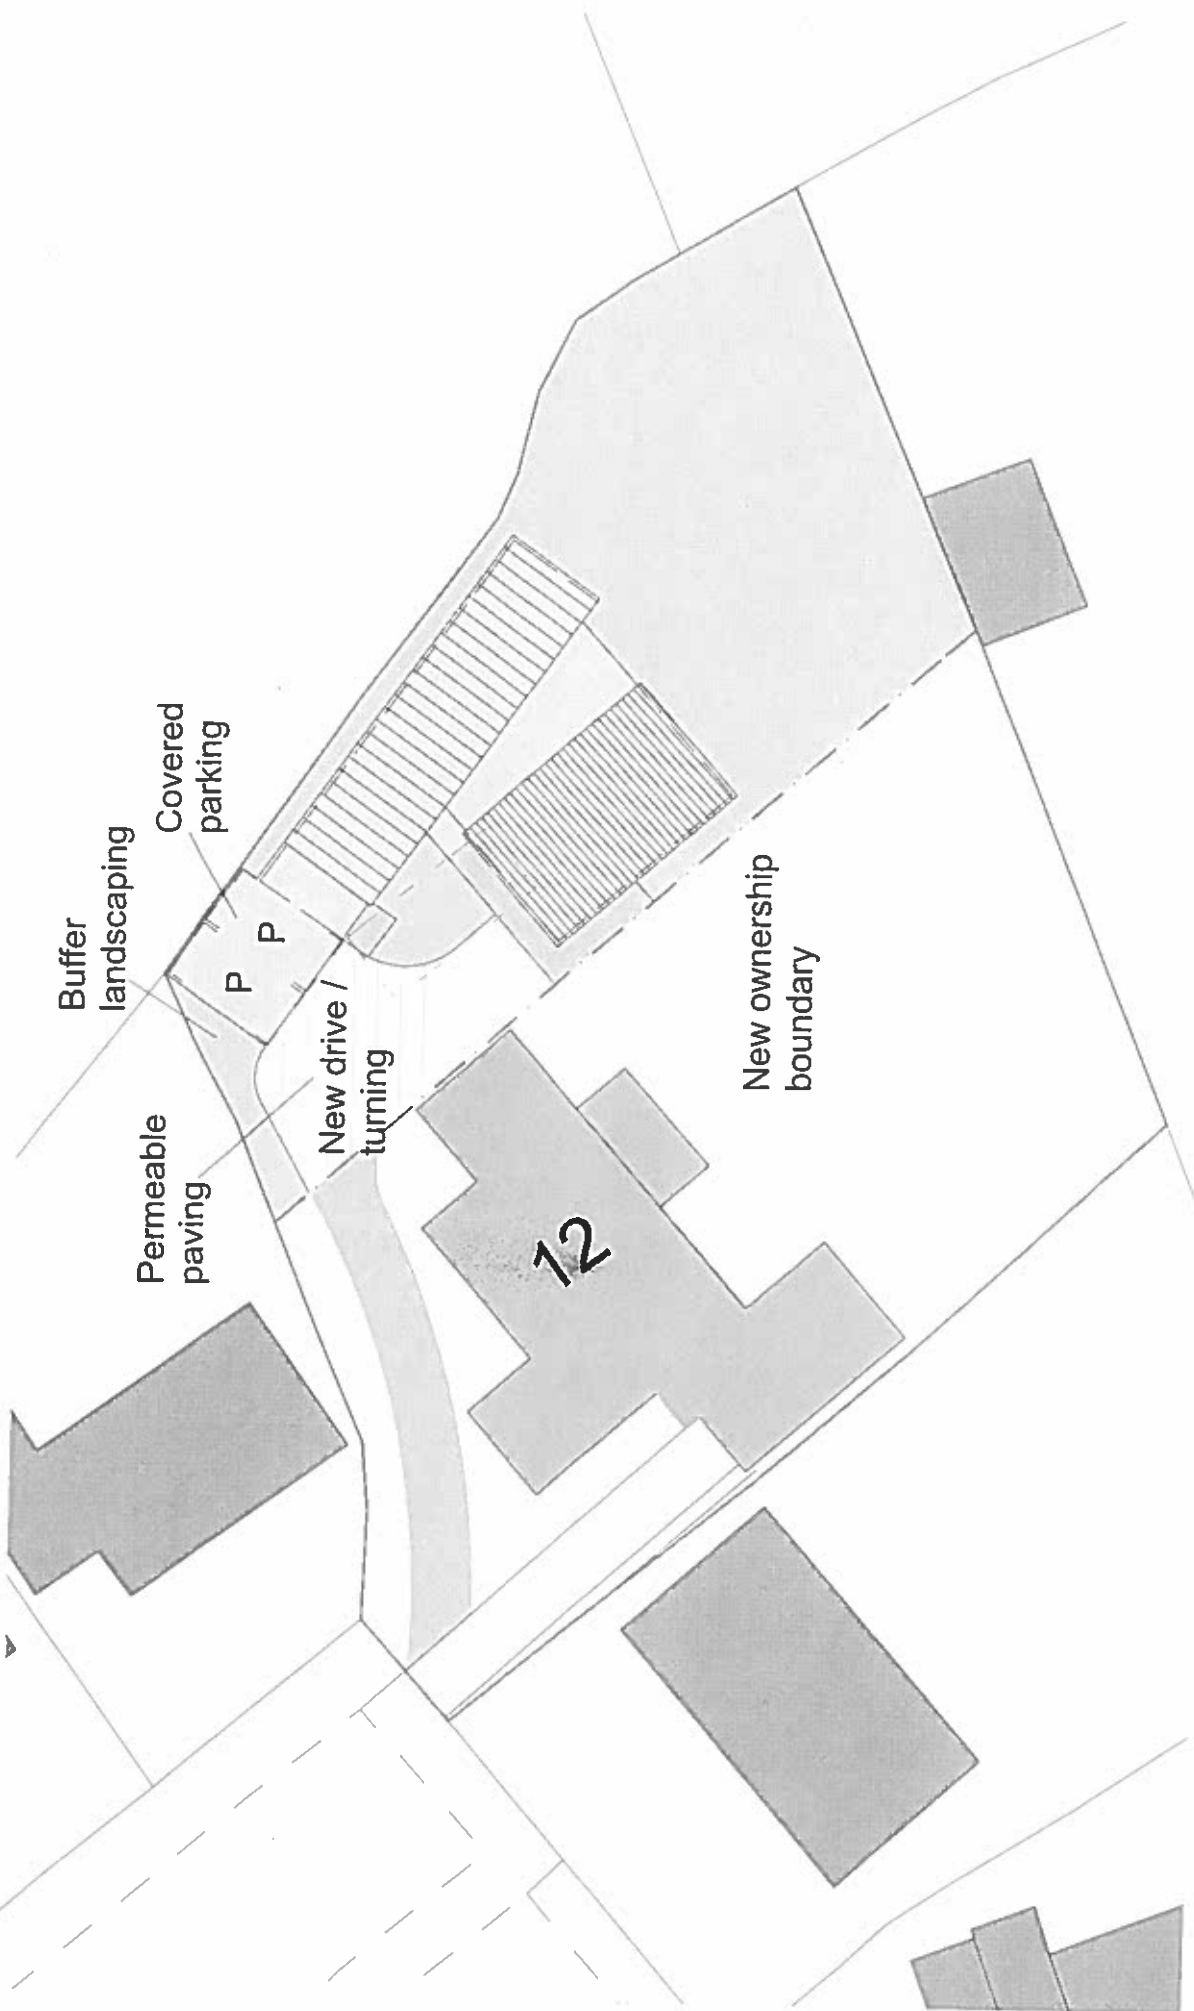 Buffer
landscaping
Covered
parking
P
P
Permeable
paving
New drive /
turning
New ownership
boundary
12